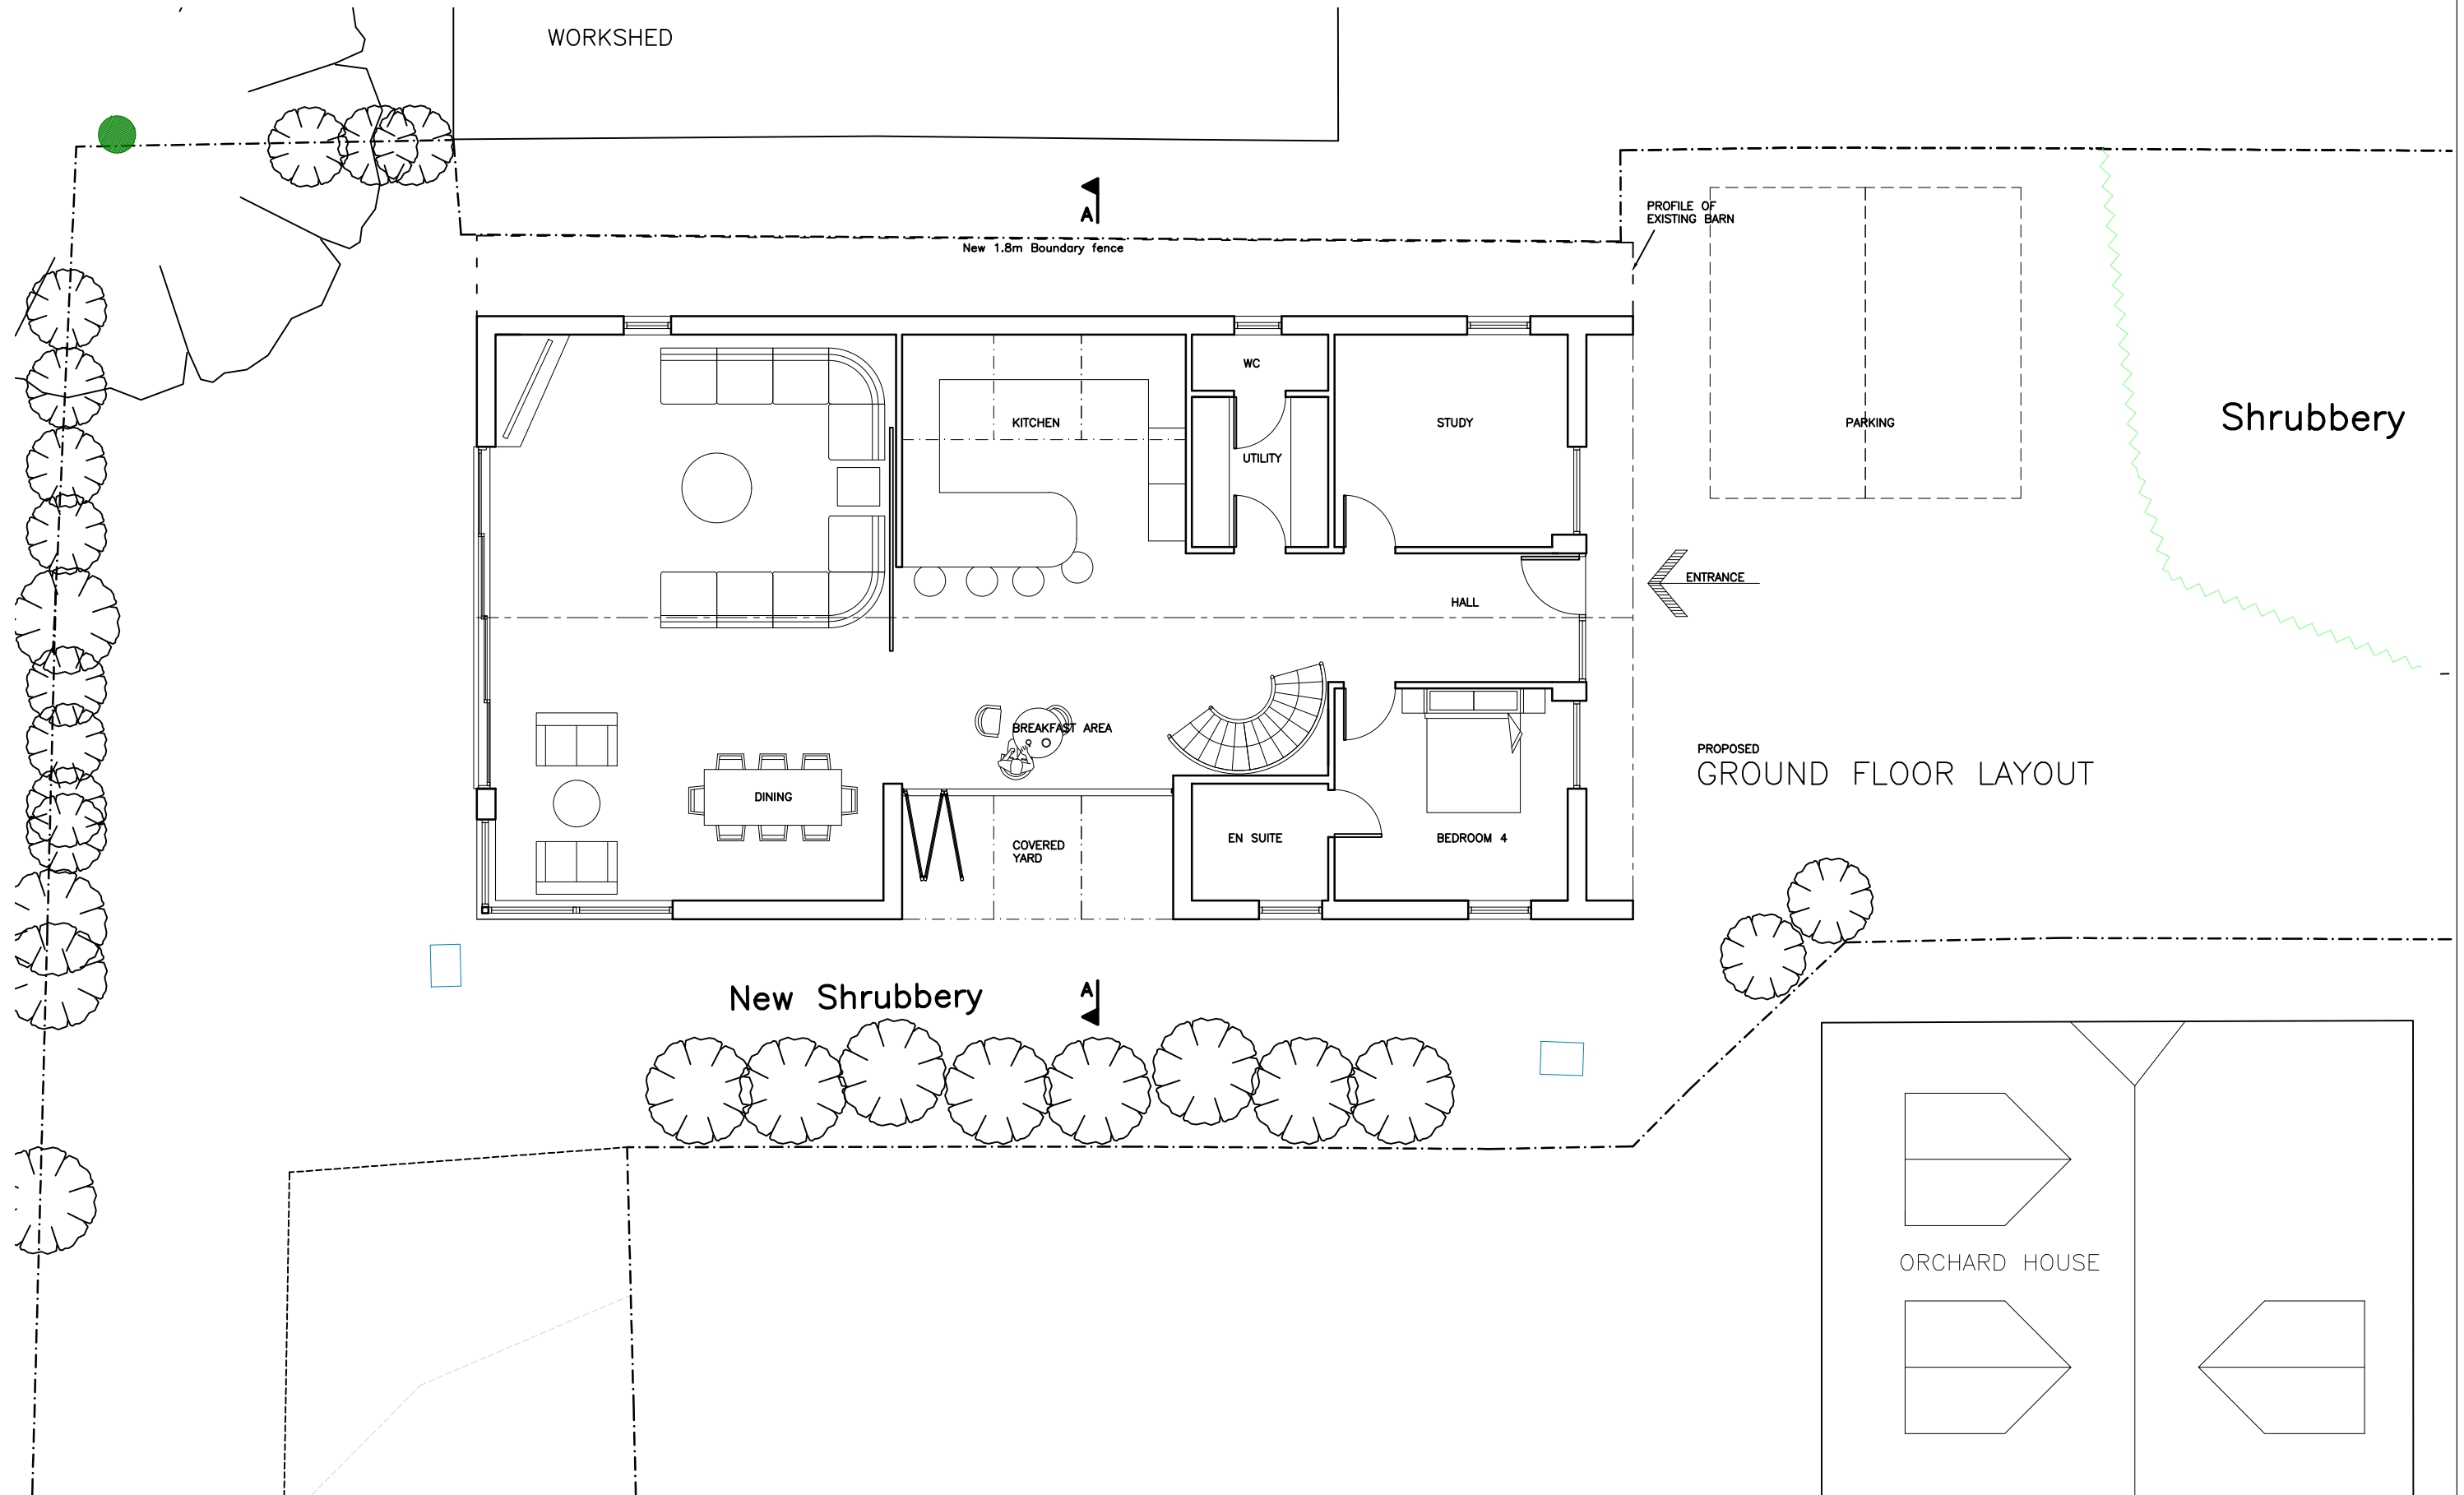 WORKSHED
PROFILE OF
EXISTING BARN
A
New 1.8m Boundary fence
WC
KITCHEN
STUDY
PARKING
Shrubbery
UTILITY
ENTRANCE
HALL
BREAKFAST AREA
PROPOSED
GROUND FLOOR LAYOUT
DINING
EN SUITE
BEDROOM 4
COVERED
YARD
New Shrubbery
A
ORCHARD HOUSE